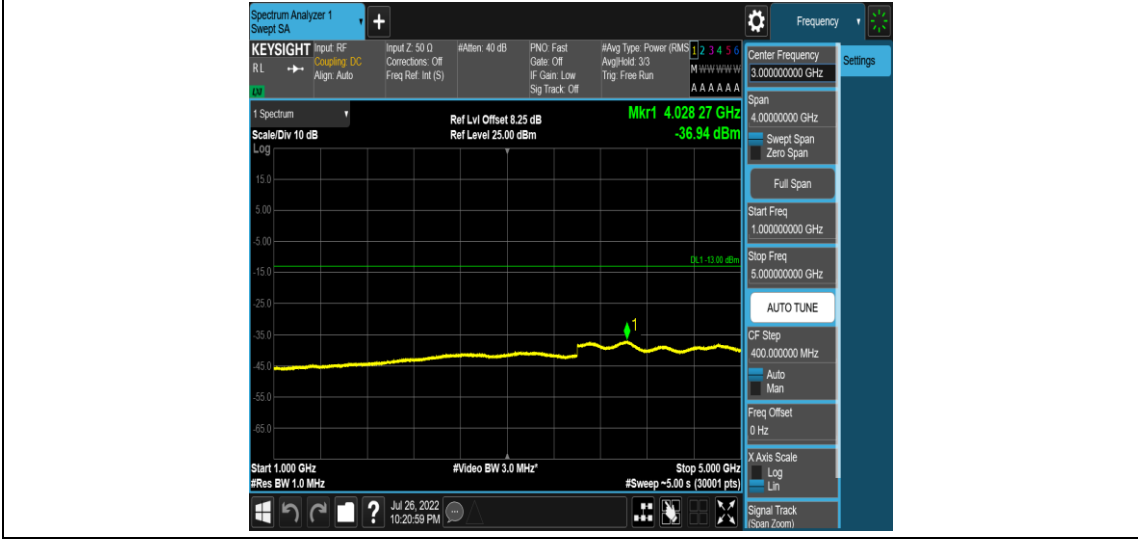 Spectrum Analyzer 1
Swept SA
Frequency
KEYSIGHT
RL
LXI
Input: RF
Coupling: DC
Align: Auto
Input Z: 50 Ω
Corrections: Off
Freq Ref: Int (S)
#Atten: 40 dB
PNO: Fast
Gate: Off
IF Gain: Low
Sig Track: Off
#Avg Type: Power (RMS
Avg|Hold: 3/3
Trig: Free Run
1 2 3 4 5 6
M W W W W W
A A A A A A
1 Spectrum
Scale/Div 10 dB
Log
Ref Lvl Offset 8.25 dB
Ref Level 25.00 dBm
Mkr1 4.028 27 GHz
-36.94 dBm
15.0
5.00
-5.00
DL1 -13.00 dBm
-15.0
-25.0
1
-35.0
-45.0
-55.0
-65.0
Start 1.000 GHz
#Video BW 3.0 MHz*
Stop 5.000 GHz
#Res BW 1.0 MHz
#Sweep ~5.00 s (30001 pts)
?
Jul 26, 2022
10:20:59 PM
Center Frequency
3.000000000 GHz
Settings
Span
4.00000000 GHz
Swept Span
Zero Span
Full Span
Start Freq
1.000000000 GHz
Stop Freq
5.000000000 GHz
AUTO TUNE
CF Step
400.000000 MHz
Auto
Man
Freq Offset
0 Hz
X Axis Scale
Log
Lin
Signal Track
(Span Zoom)